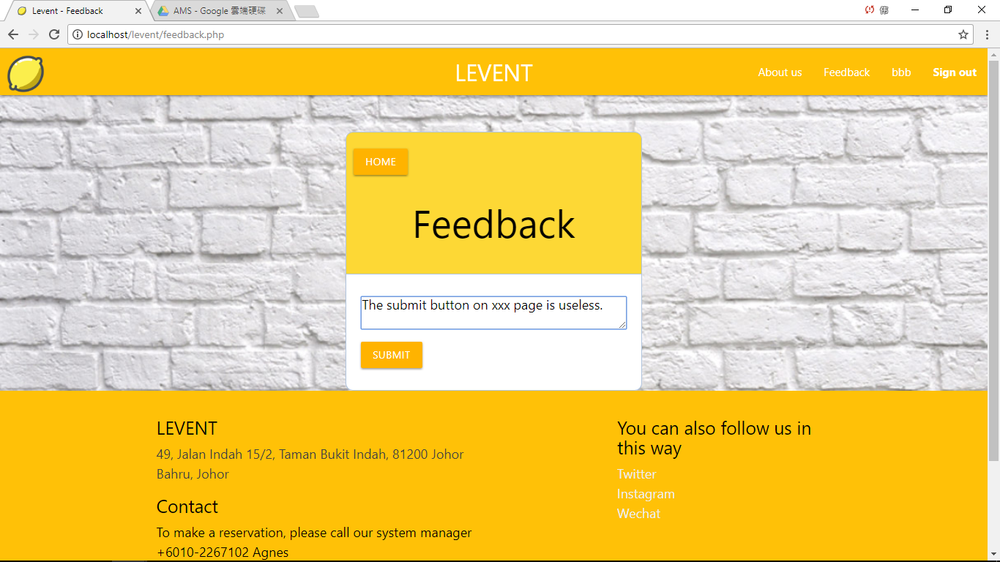 Levent - Feedback
AMS - Google 雲端硬碟
localhost/levent/feedback.php
LEVENT
About us
Feedback
bbb
Sign out
HOME
Feedback
The submit button on xxx page is useless.
SUBMIT
LEVENT
49, Jalan Indah 15/2, Taman Bukit Indah, 81200 Johor
Bahru, Johor
Contact
To make a reservation, please call our system manager
+6010-2267102 Agnes
You can also follow us in
this way
Twitter
Instagram
Wechat